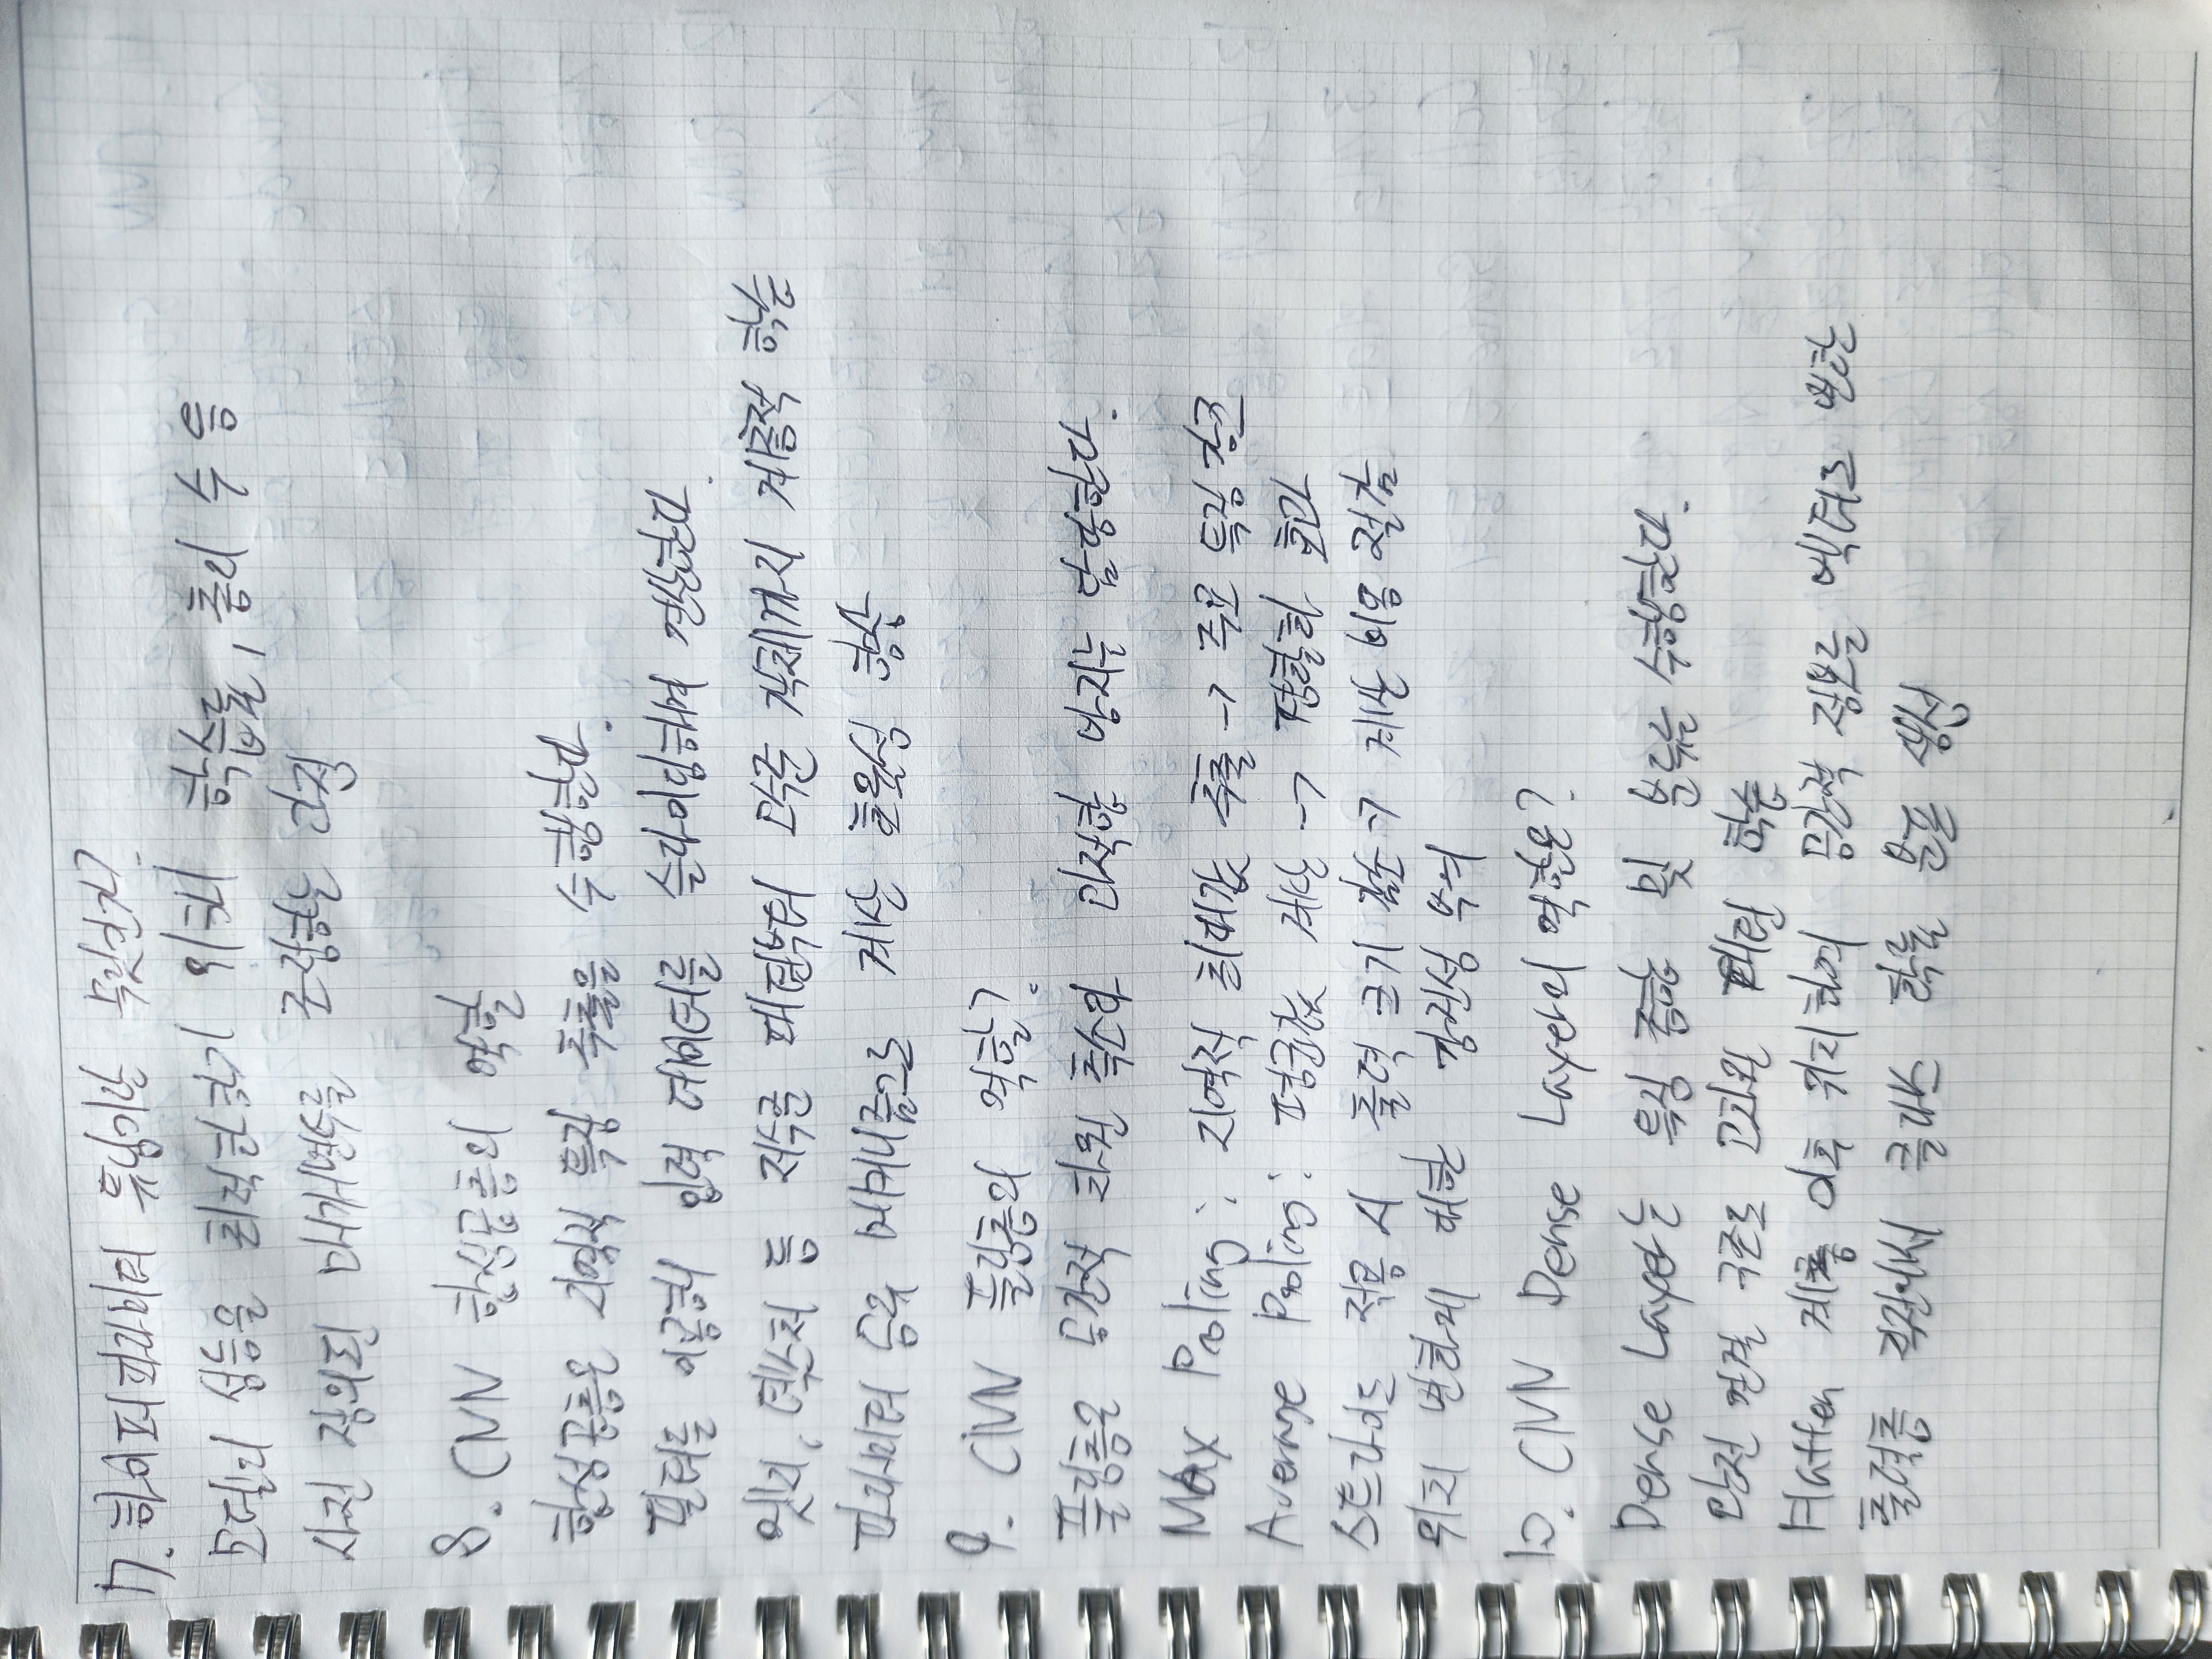 7. 하이퍼파라미터 튜닝기란 무엇인가?
모델의 성능을 최적화하기 위해 학습률, 층의 수 등
사전 정의된 매개변수를 조정하는 과정
8. CNN 합성곱층의 역할
합성곱층은 지역적 특징 추출을 수행한다.
필터를 이용해 입력 데이터를 슬라이딩하며 연산한다.
엣지, 텍스처 등 저수준 패턴부터 고수준 객체까지 계층적 학습
파라미터 공유 메커니즘으로 계산 효율성 향상
9. CNN 풀링층의 역할?
풀링층은 공간적 차원 축소와 과적합 방지는 담당한다.
Max Pooling: 지역적 최대값 추출 → 주요 특징 강조
Average Pooling: 평균값 계산 → 평활화 효과
스트라이드 적용 시 출력 크기 감소 → 계산 비용 절감
위치 변화에 대한 강건성 부여
10. CNN Dense Layer의 역할은?
Dense Layer는 특징 종합 및 분류를 수행한다.
완전 연결 구조로 고차원 패턴 학습
Flatten 계층 이후 위치하여 공간적 정보를 벡터로 변환
출력층 직전에서 클래스 확률 분포 생성